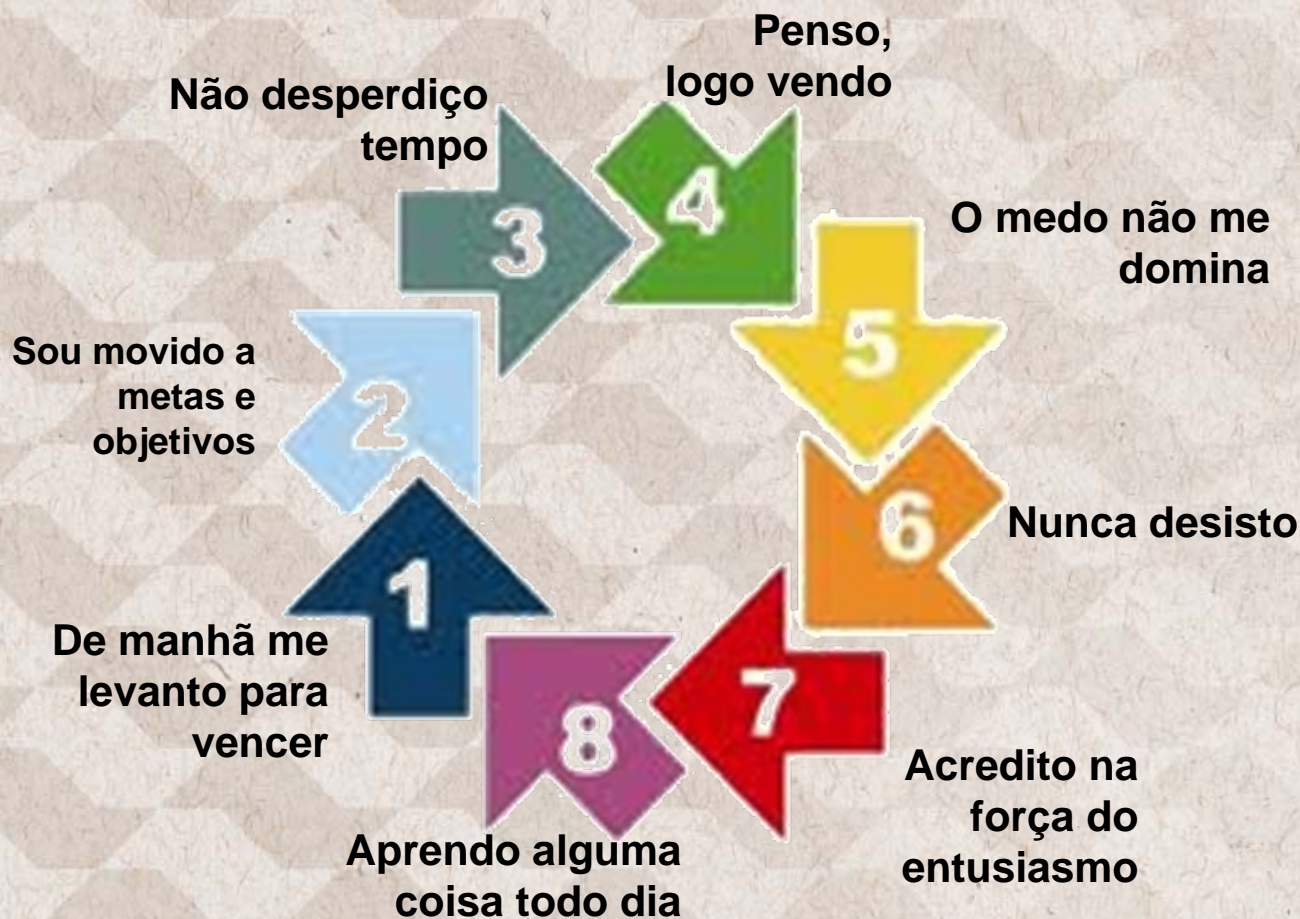 1
De manhã me
levanto para
vencer
2
Sou movido a
metas e
objetivos
3
Não desperdiço
tempo
4
Penso,
logo vendo
5
O medo não me
domina
6
Nunca desisto
7
Acredito na
força do
entusiasmo
8
Aprendo alguma
coisa todo dia